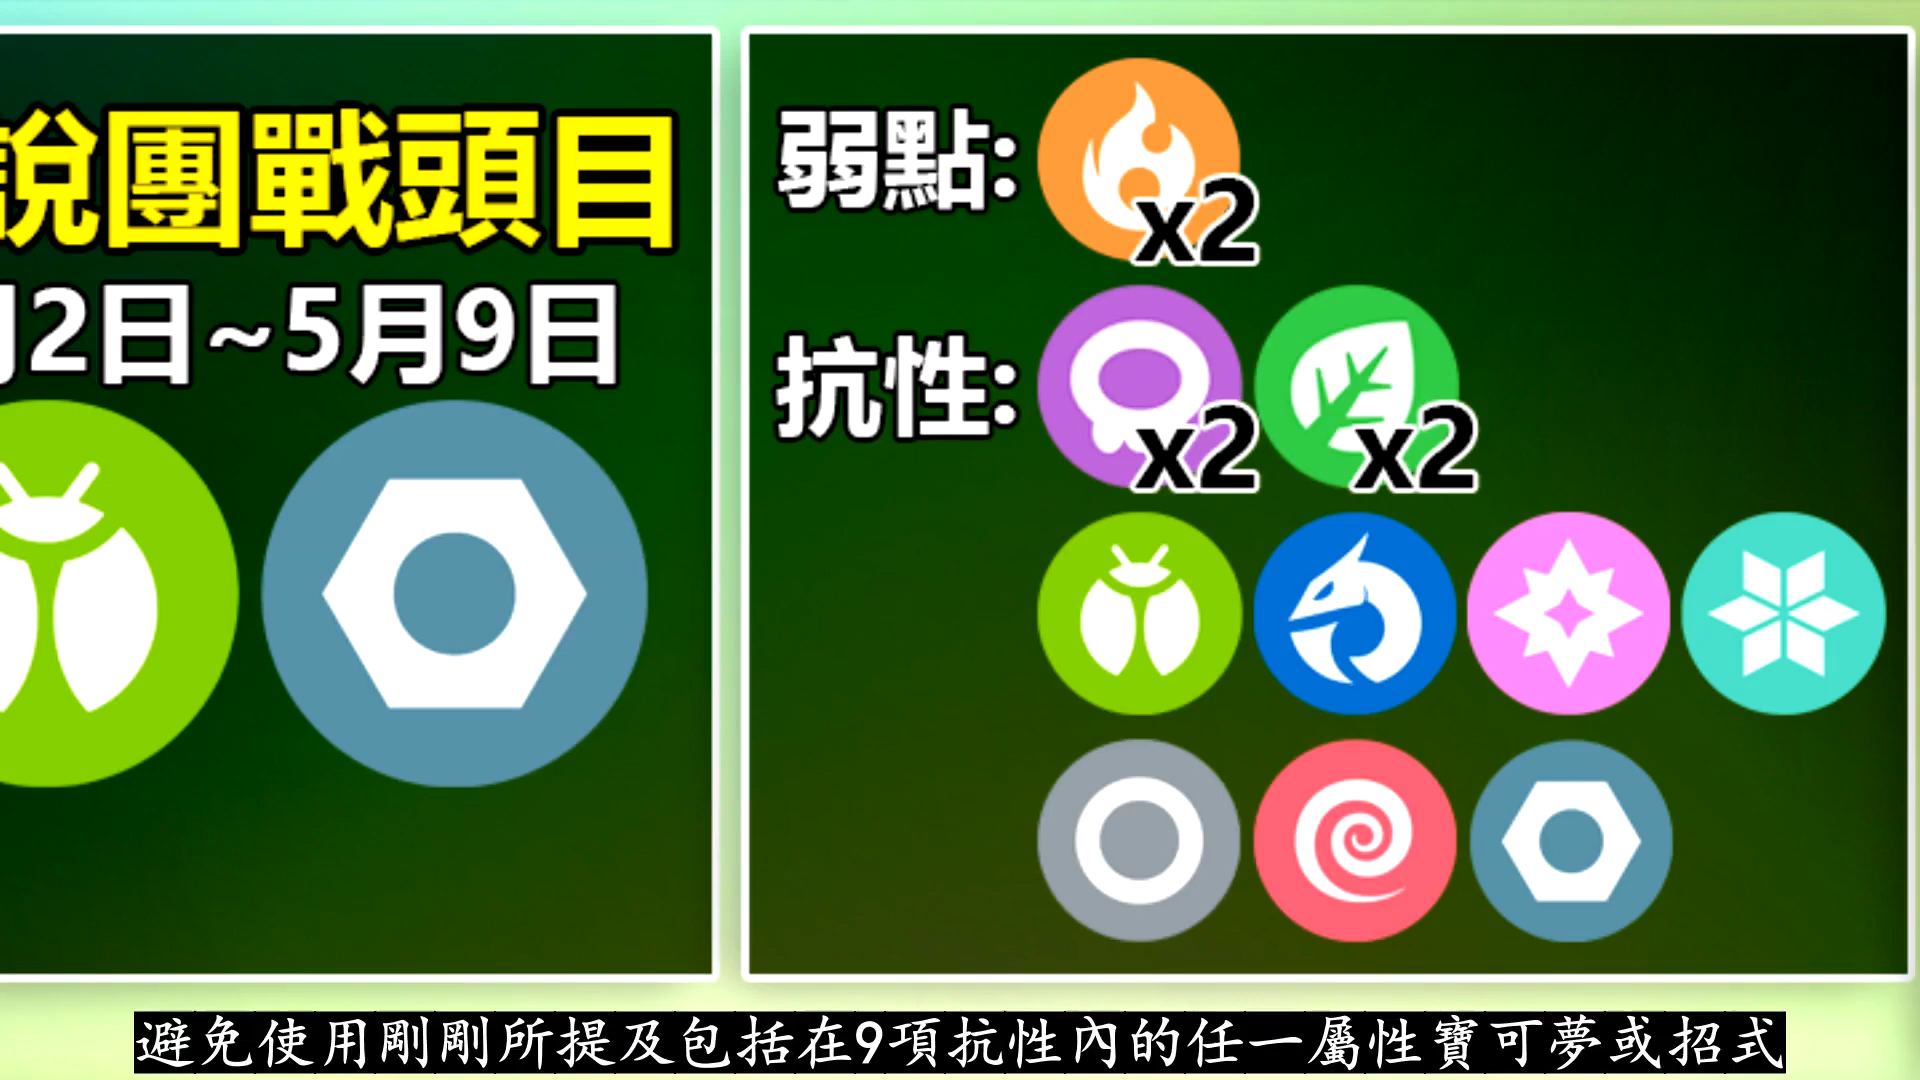 說團戰頭目
月2日~5月9日
弱點:
x2
抗性:
x2 x2
避免使用剛剛所提及包括在9項抗性內的任一屬性寶可夢或招式